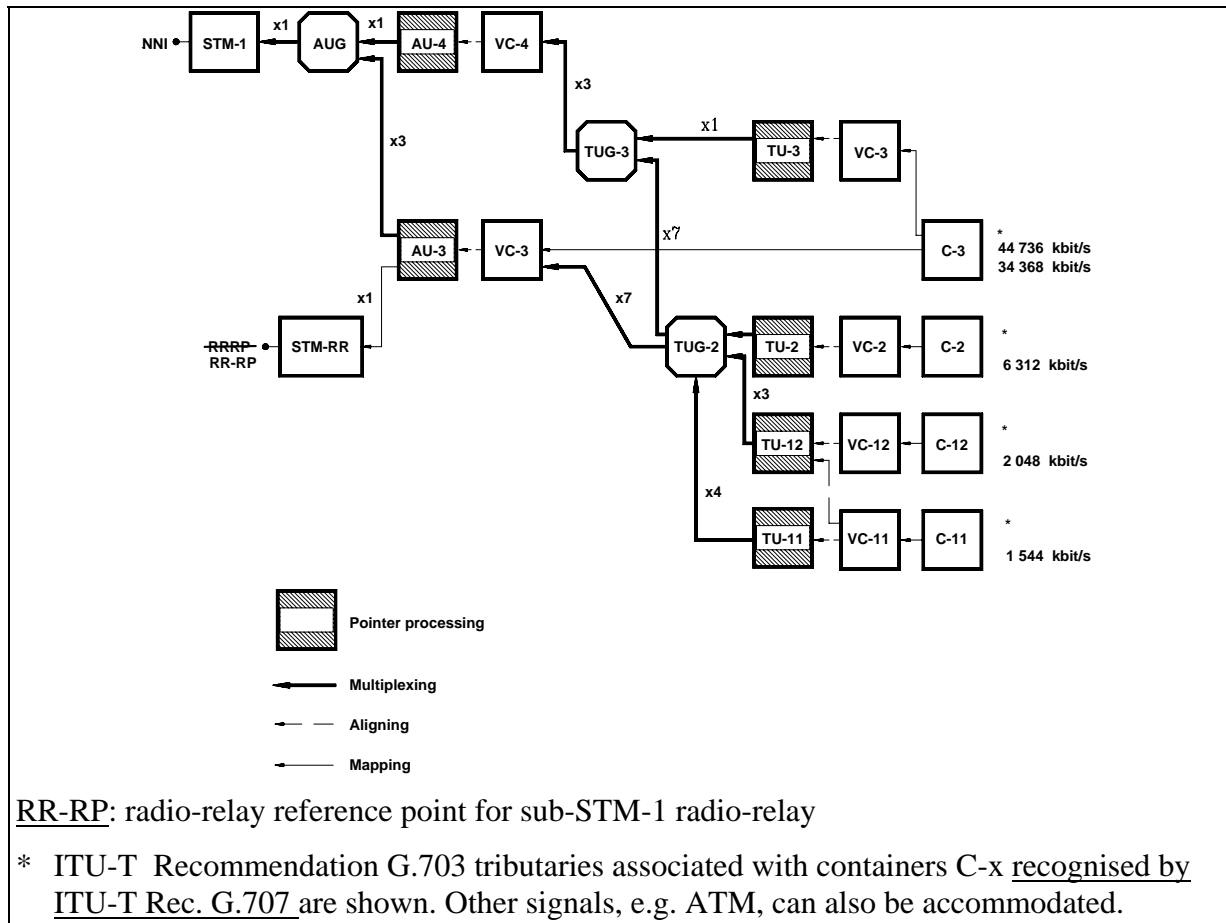 x1
x1
NNI
STM-1
AUG
AU-4
VC-4
x3
x1
TUG-3
TU-3
VC-3
x3
x7
AU-3
VC-3
C-3
*
44 736 kbit/s
34 368 kbit/s
x1
x7
RRRP
RR-RP
STM-RR
TUG-2
TU-2
VC-2
C-2
*
6 312 kbit/s
x3
TU-12
VC-12
C-12
*
2 048 kbit/s
x4
TU-11
VC-11
C-11
*
1 544 kbit/s
Pointer processing
Multiplexing
Aligning
Mapping
RR-RP: radio-relay reference point for sub-STM-1 radio-relay
* ITU-T Recommendation G.703 tributaries associated with containers C-x recognised by
ITU-T Rec. G.707 are shown. Other signals, e.g. ATM, can also be accommodated.